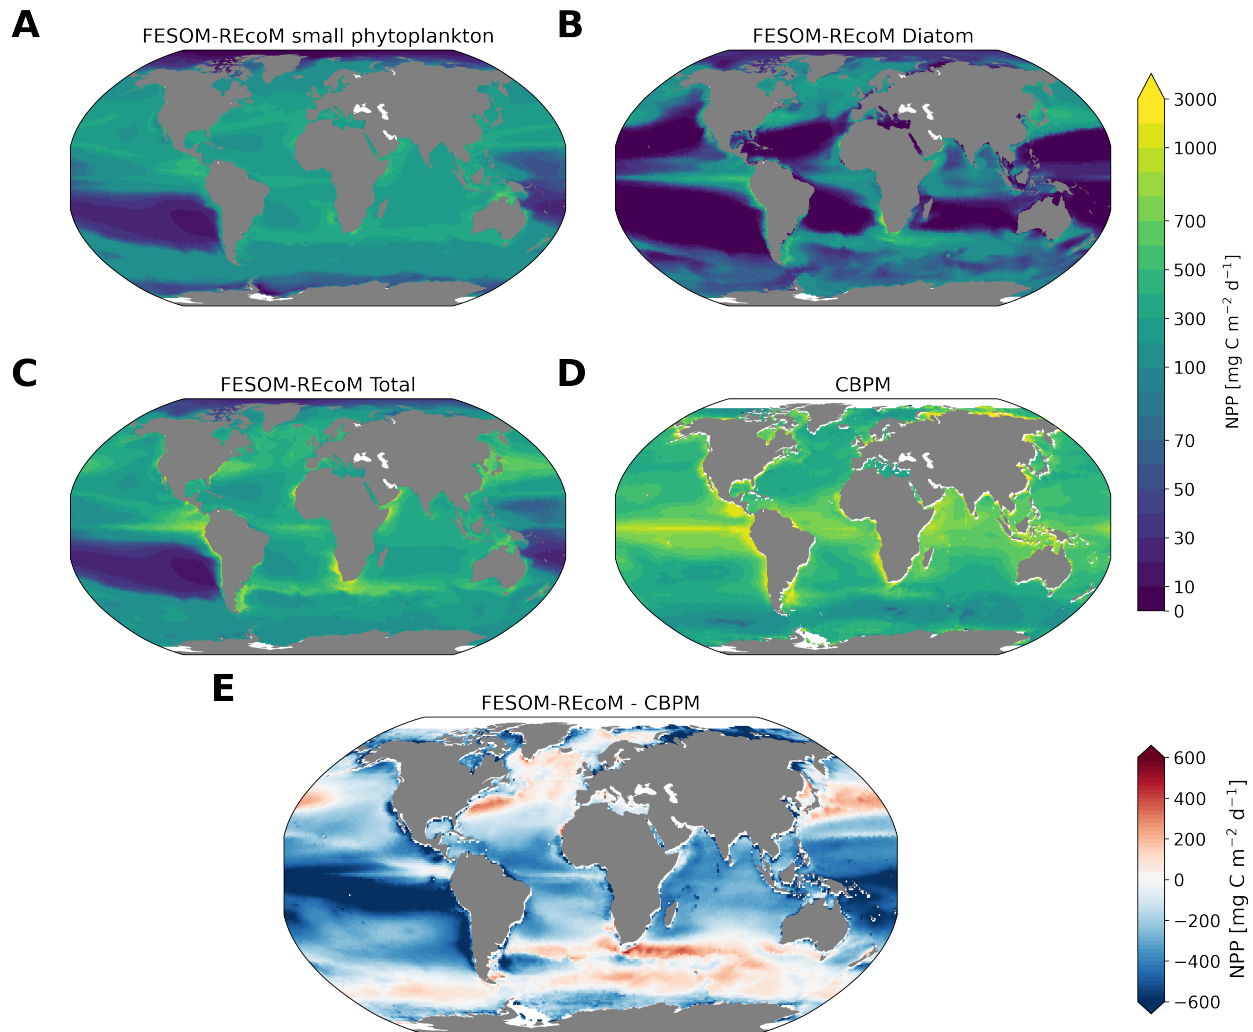 A
FESOM-REcoM small phytoplankton
B
FESOM-REcoM Diatom
C
FESOM-REcoM Total
D
CBPM
3000
1000
700
500
300
100
70
50
30
10
0
NPP [mg C m⁻² d⁻¹]
E
FESOM-REcoM - CBPM
600
400
200
0
−200
−400
−600
NPP [mg C m⁻² d⁻¹]